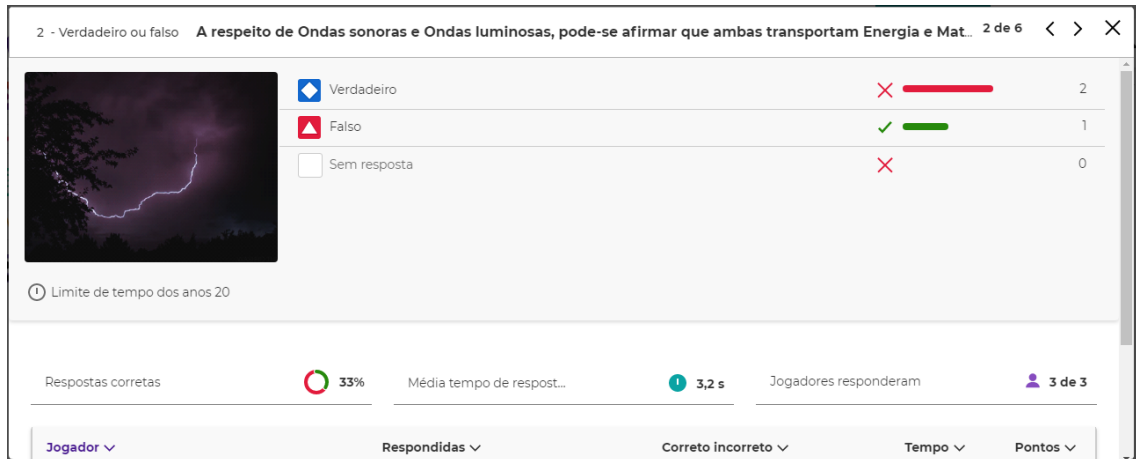 2 - Verdadeiro ou falso A respeito de Ondas sonoras e Ondas luminosas, pode-se afirmar que ambas transportam Energia e Mat... 2 de 6
Verdadeiro 2
Falso 1
Sem resposta 0
Limite de tempo dos anos 20
Respostas corretas 33% Média tempo de respost... 3,2 s Jogadores responderam 3 de 3
Jogador Respondidas Correto incorreto Tempo Pontos